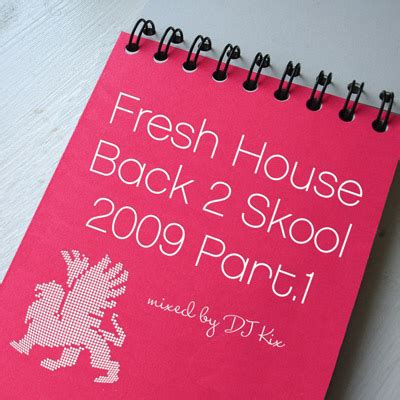 Fresh House
Back 2 Skool
2009 Part.1
mixed by DJ Kix